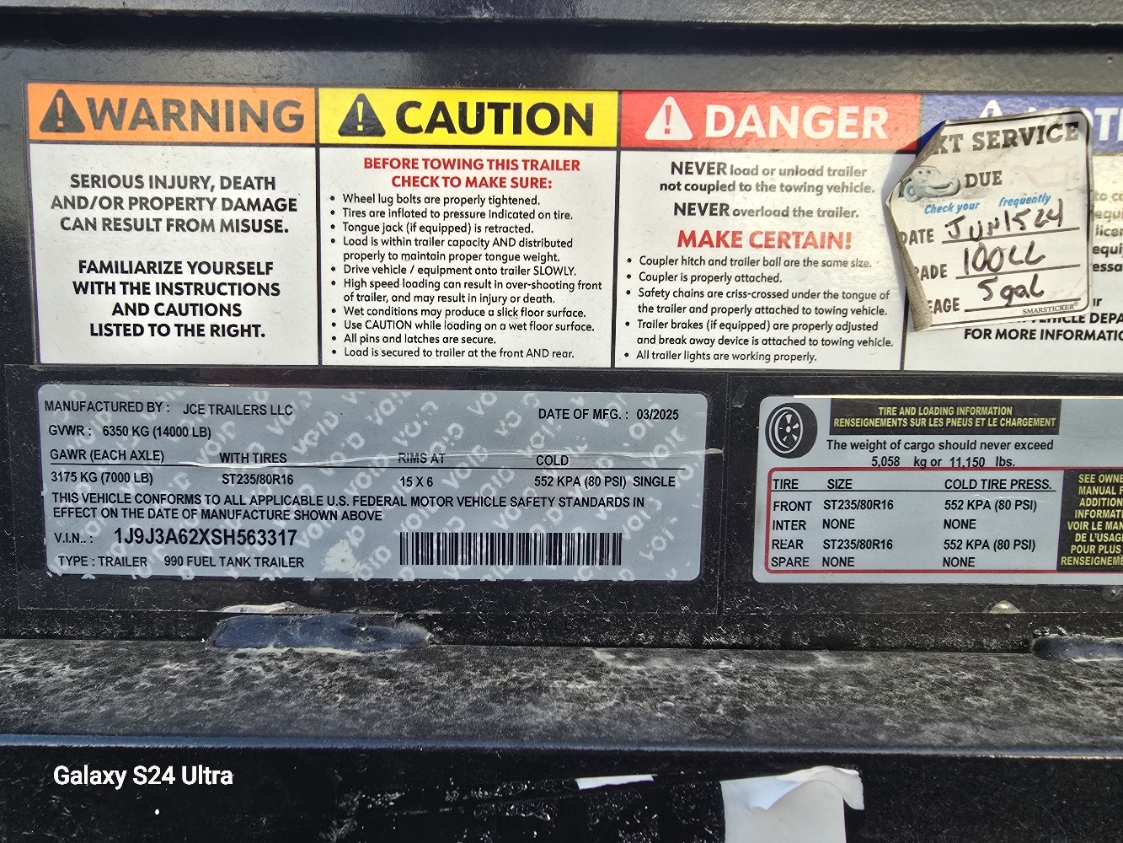 WARNING
SERIOUS INJURY, DEATH
AND/OR PROPERTY DAMAGE
CAN RESULT FROM MISUSE.
FAMILIARIZE YOURSELF
WITH THE INSTRUCTIONS
AND CAUTIONS
LISTED TO THE RIGHT.
CAUTION
BEFORE TOWING THIS TRAILER
CHECK TO MAKE SURE:
• Wheel lug bolts are properly tightened.
• Tires are inflated to pressure indicated on tire.
• Tongue jack (if equipped) is retracted.
• Load is within trailer capacity AND distributed
properly to maintain proper tongue weight.
• Drive vehicle / equipment onto trailer SLOWLY.
• High speed loading can result in over-shooting front
of trailer, and may result in injury or death.
• Wet conditions may produce a slick floor surface.
• Use CAUTION while loading on a wet floor surface.
• All pins and latches are secure.
• Load is secured to trailer at the front AND rear.
DANGER
NEVER load or unload trailer
not coupled to the towing vehicle.
NEVER overload the trailer.
MAKE CERTAIN!
• Coupler hitch and trailer ball are the same size.
• Coupler is properly attached.
• Safety chains are criss-crossed under the tongue of
the trailer and properly attached to towing vehicle.
• Trailer brakes (if equipped) are properly adjusted
and break away device is attached to towing vehicle.
• All trailer lights are working properly.
XT SERVICE
DUE
Check your frequently
DATE JUN 15 24
ADE 100LL
EAGE 5 gal
SMARSTICKER
FOR MORE INFORMATIO
MANUFACTURED BY : JCE TRAILERS LLC
DATE OF MFG. : 03/2025
GVWR : 6350 KG (14000 LB)
GAWR (EACH AXLE) WITH TIRES RIMS AT COLD
3175 KG (7000 LB) ST235/80R16 15 X 6 552 KPA (80 PSI) SINGLE
THIS VEHICLE CONFORMS TO ALL APPLICABLE U.S. FEDERAL MOTOR VEHICLE SAFETY STANDARDS IN
EFFECT ON THE DATE OF MANUFACTURE SHOWN ABOVE
V.I.N.. : 1J9J3A62XSH563317
TYPE : TRAILER 990 FUEL TANK TRAILER
TIRE AND LOADING INFORMATION
RENSEIGNEMENTS SUR LES PNEUS ET LE CHARGEMENT
The weight of cargo should never exceed
5,058 kg or 11,150 lbs.
TIRE SIZE COLD TIRE PRESS.
FRONT ST235/80R16 552 KPA (80 PSI)
INTER NONE NONE
REAR ST235/80R16 552 KPA (80 PSI)
SPARE NONE NONE
SEE OWNE
MANUAL F
ADDITION
INFORMATI
VOIR LE MAN
DE L'USAGE
POUR PLUS
RENSEIGNEME
Galaxy S24 Ultra